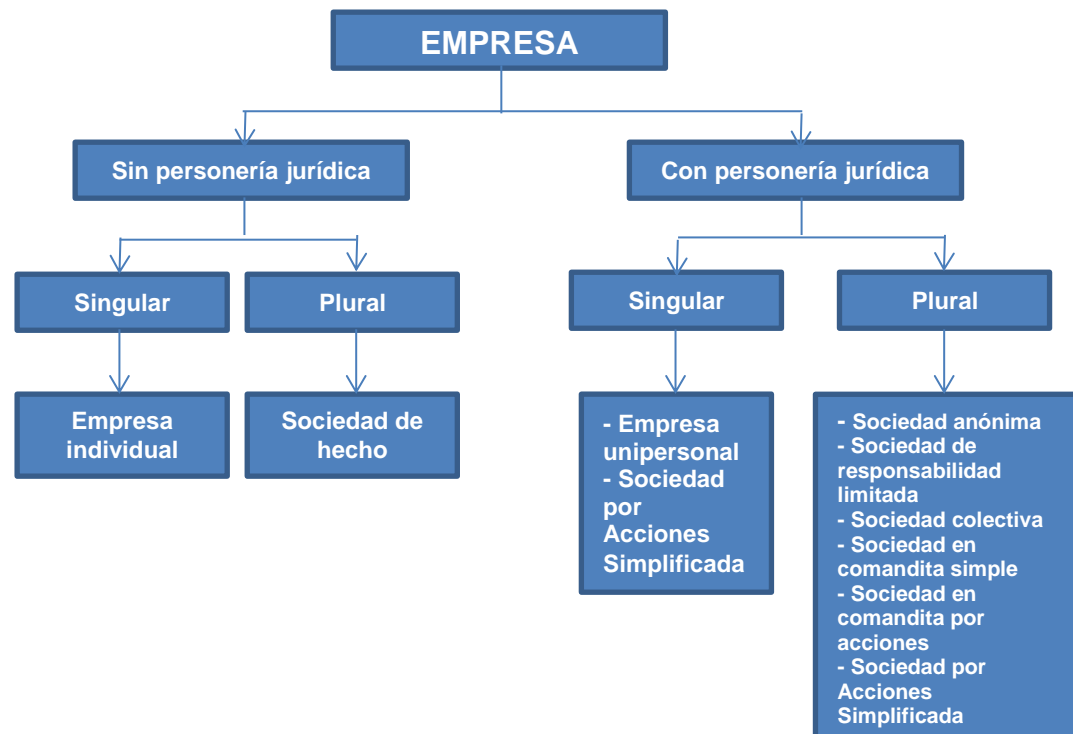 EMPRESA
Sin personería jurídica
Con personería jurídica
Singular
Plural
Singular
Plural
Empresa
individual
Sociedad de
hecho
- Empresa
unipersonal
- Sociedad
por
Acciones
Simplificada
- Sociedad anónima
- Sociedad de
responsabilidad
limitada
- Sociedad colectiva
- Sociedad en
comandita simple
- Sociedad en
comandita por
acciones
- Sociedad por
Acciones
Simplificada